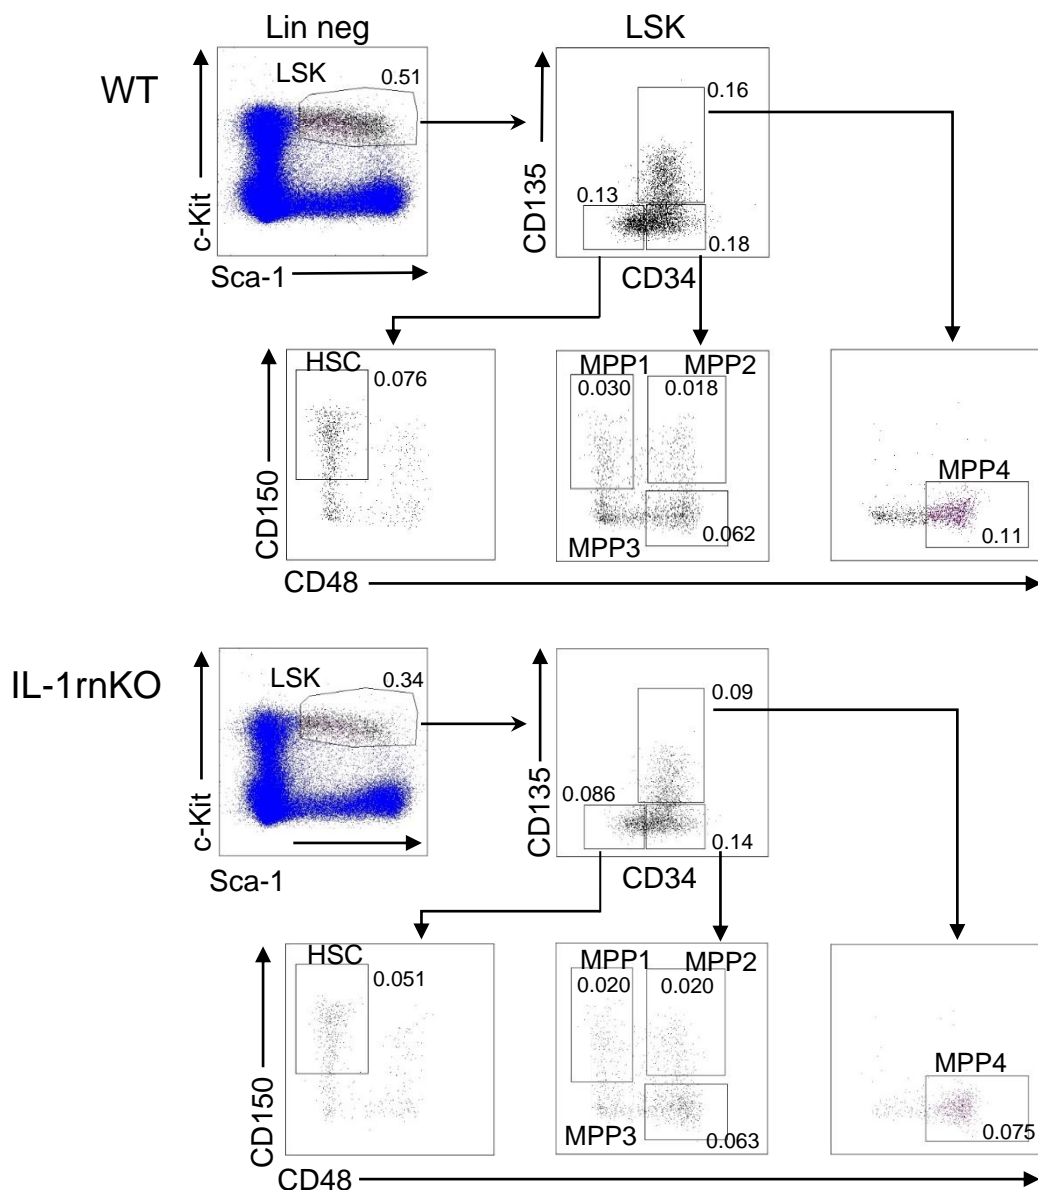 Lin neg
LSK
WT
LSK
0.51
0.16
0.13
0.18
c-Kit
Sca-1
CD135
CD34
HSC
0.076
MPP1
MPP2
0.030
0.018
MPP4
0.11
MPP3
0.062
CD150
CD48
IL-1rnKO
LSK
0.34
0.09
0.086
0.14
c-Kit
Sca-1
CD135
CD34
HSC
0.051
MPP1
MPP2
0.020
0.020
MPP4
0.075
MPP3
0.063
CD150
CD48